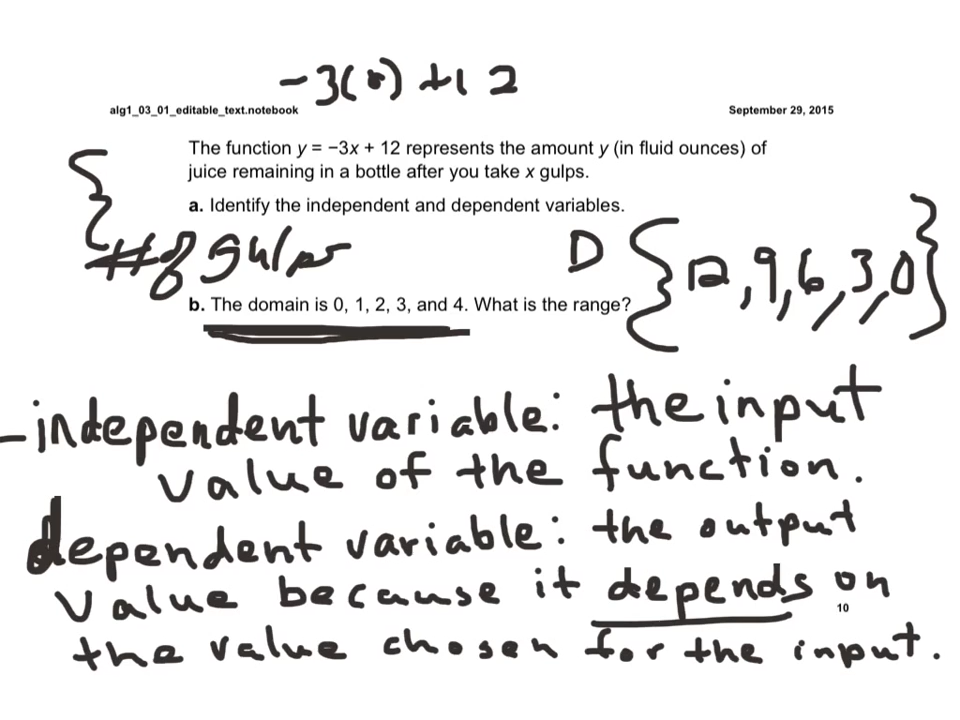 -3(0) +12
alg1_03_01_editable_text.notebook September 29, 2015
The function y = −3x + 12 represents the amount y (in fluid ounces) of
juice remaining in a bottle after you take x gulps.
a. Identify the independent and dependent variables.
# of gulps D {12,9,6,3,0}
b. The domain is 0, 1, 2, 3, and 4. What is the range?
-independent variable: the input
value of the function.
dependent variable: the output
value because it depends on
10
the value chosen for the input.